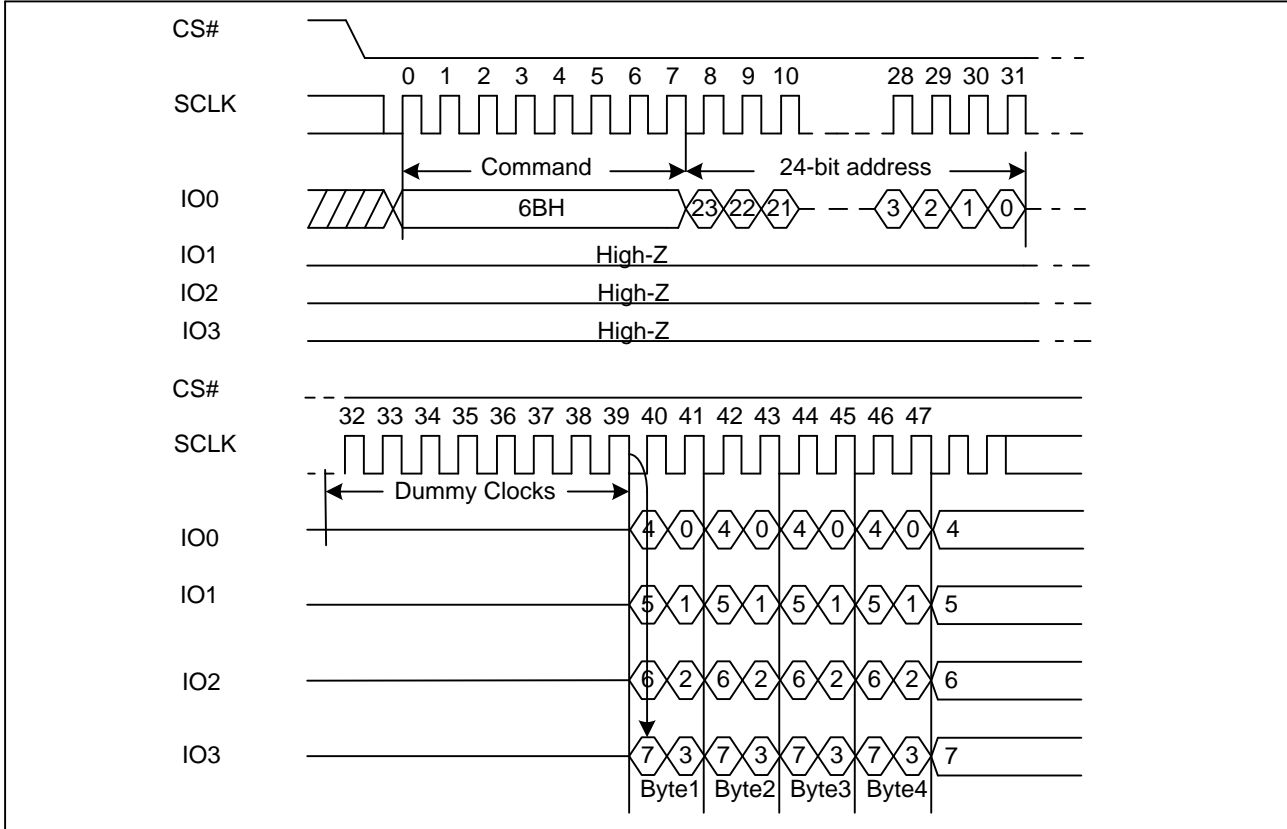 CS#
0 1 2 3 4 5 6 7 8 9 10 28 29 30 31
SCLK
Command 24-bit address
IO0 6BH 23 22 21 3 2 1 0
IO1 High-Z
IO2 High-Z
IO3 High-Z
CS#
32 33 34 35 36 37 38 39 40 41 42 43 44 45 46 47
SCLK
Dummy Clocks
IO0 4 0 4 0 4 0 4 0 4
IO1 5 1 5 1 5 1 5 1 5
IO2 6 2 6 2 6 2 6 2 6
IO3 7 3 7 3 7 3 7 3 7
Byte1 Byte2 Byte3 Byte4